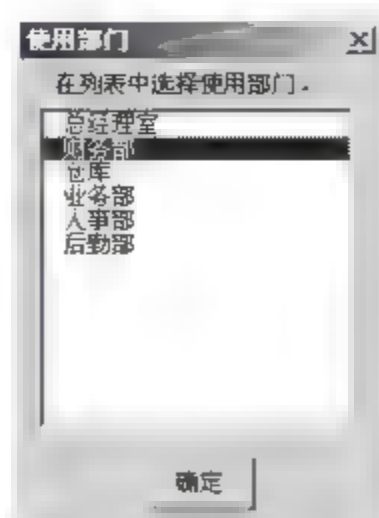 使用部门
在列表中选择使用部门。
总经理室
财务部
仓库
业务部
人事部
后勤部
确定